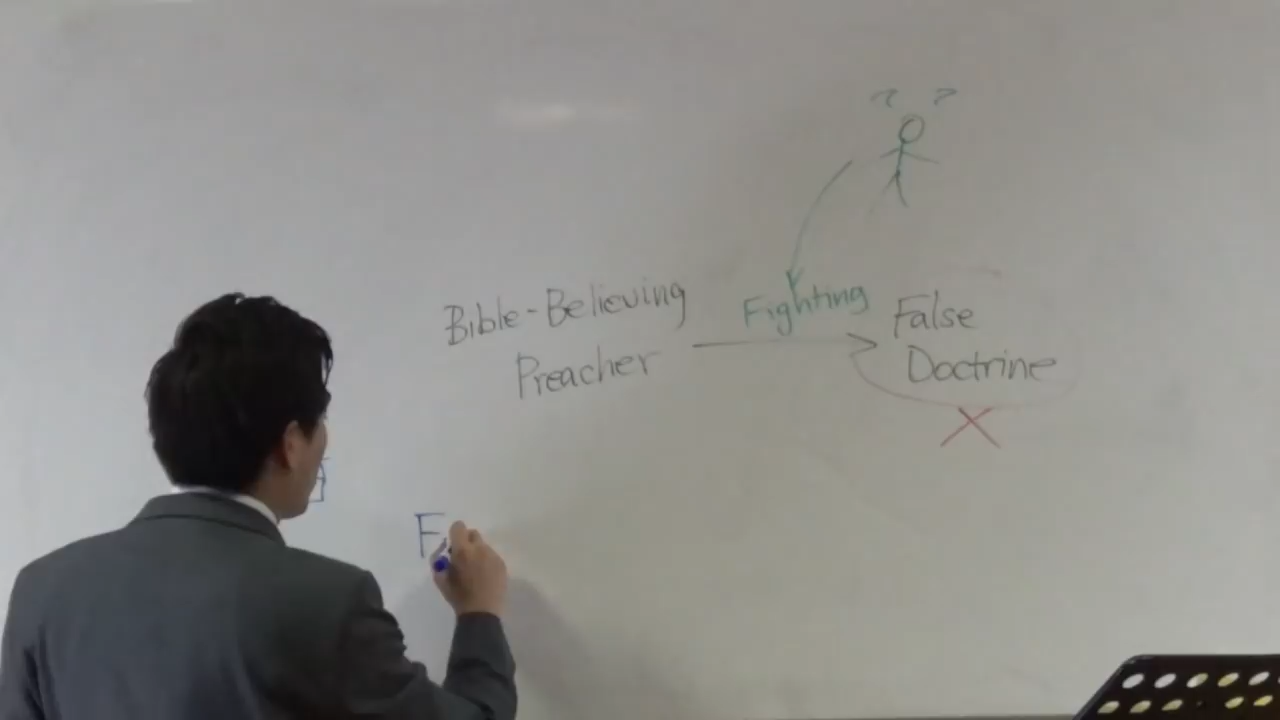 ? ?
Bible-Believing
Preacher
Fighting
False
Doctrine
F